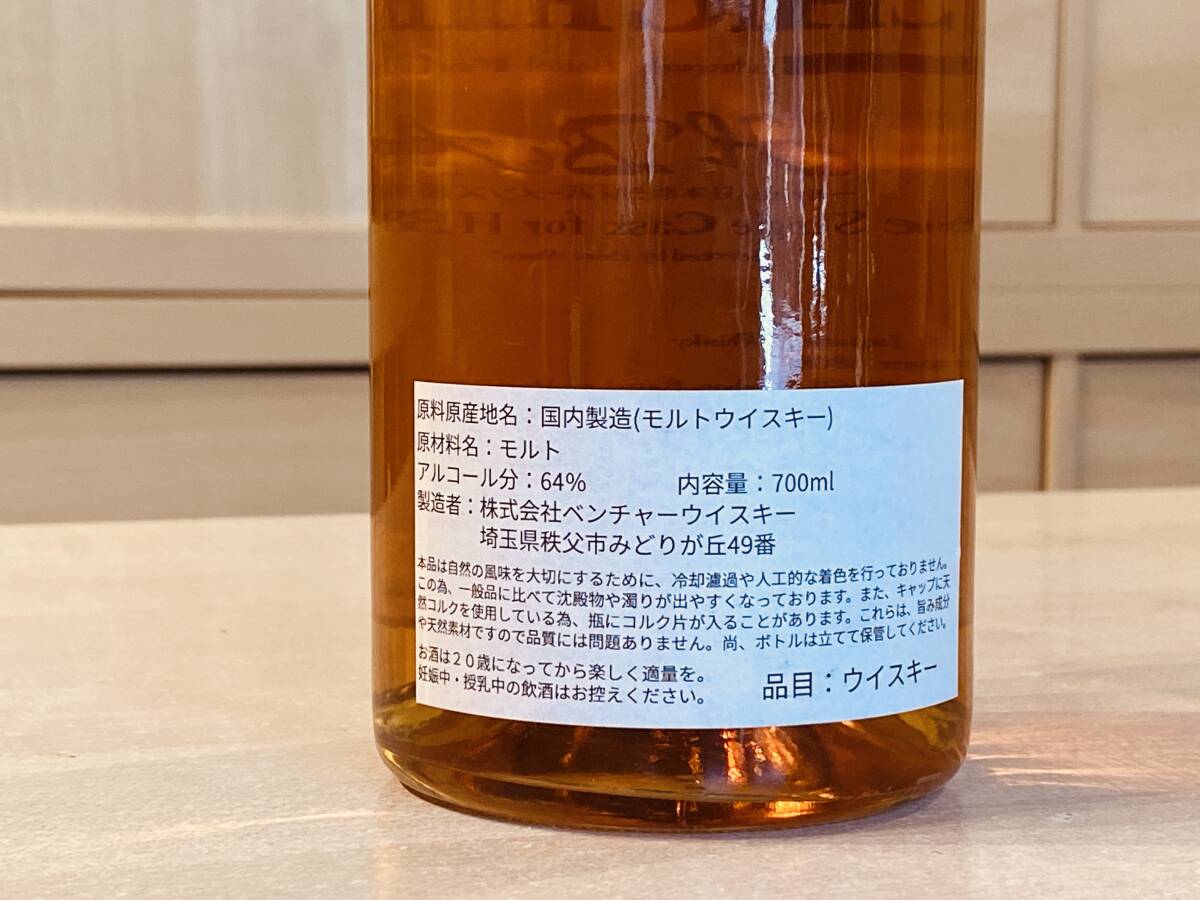 原料原産地名：国内製造(モルトウイスキー)
原材料名：モルト
アルコール分：64%　内容量：700ml
製造者：株式会社ベンチャーウイスキー
埼玉県秩父市みどりが丘49番
本品は自然の風味を大切にするために、冷却濾過や人工的な着色を行っておりません。
この為、一般品に比べて沈殿物や濁りが出やすくなっております。また、キャップに天
然コルクを使用している為、瓶にコルク片が入ることがあります。これらは、旨み成分
や天然素材ですので品質には問題ありません。尚、ボトルは立てて保管してください。
お酒は２０歳になってから楽しく適量を。
妊娠中・授乳中の飲酒はお控えください。
品目：ウイスキー